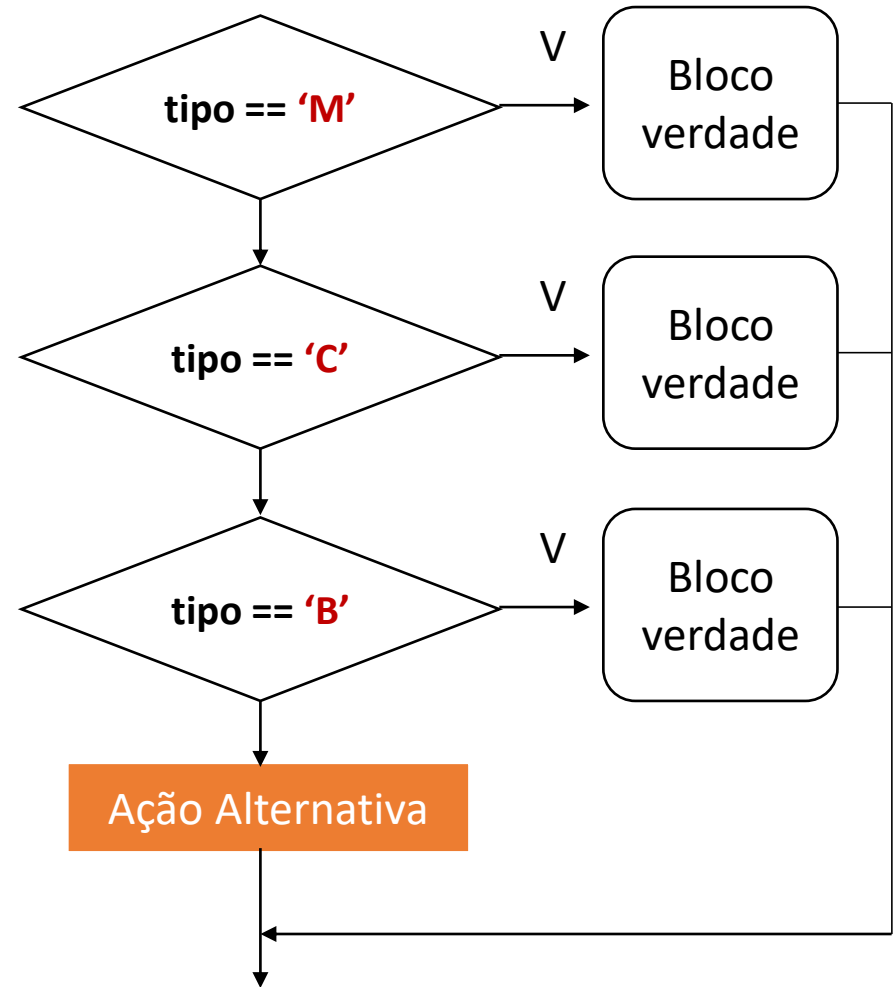 V
tipo == ‘M’
Bloco
verdade
V
tipo == ‘C’
Bloco
verdade
V
tipo == ‘B’
Bloco
verdade
Ação Alternativa